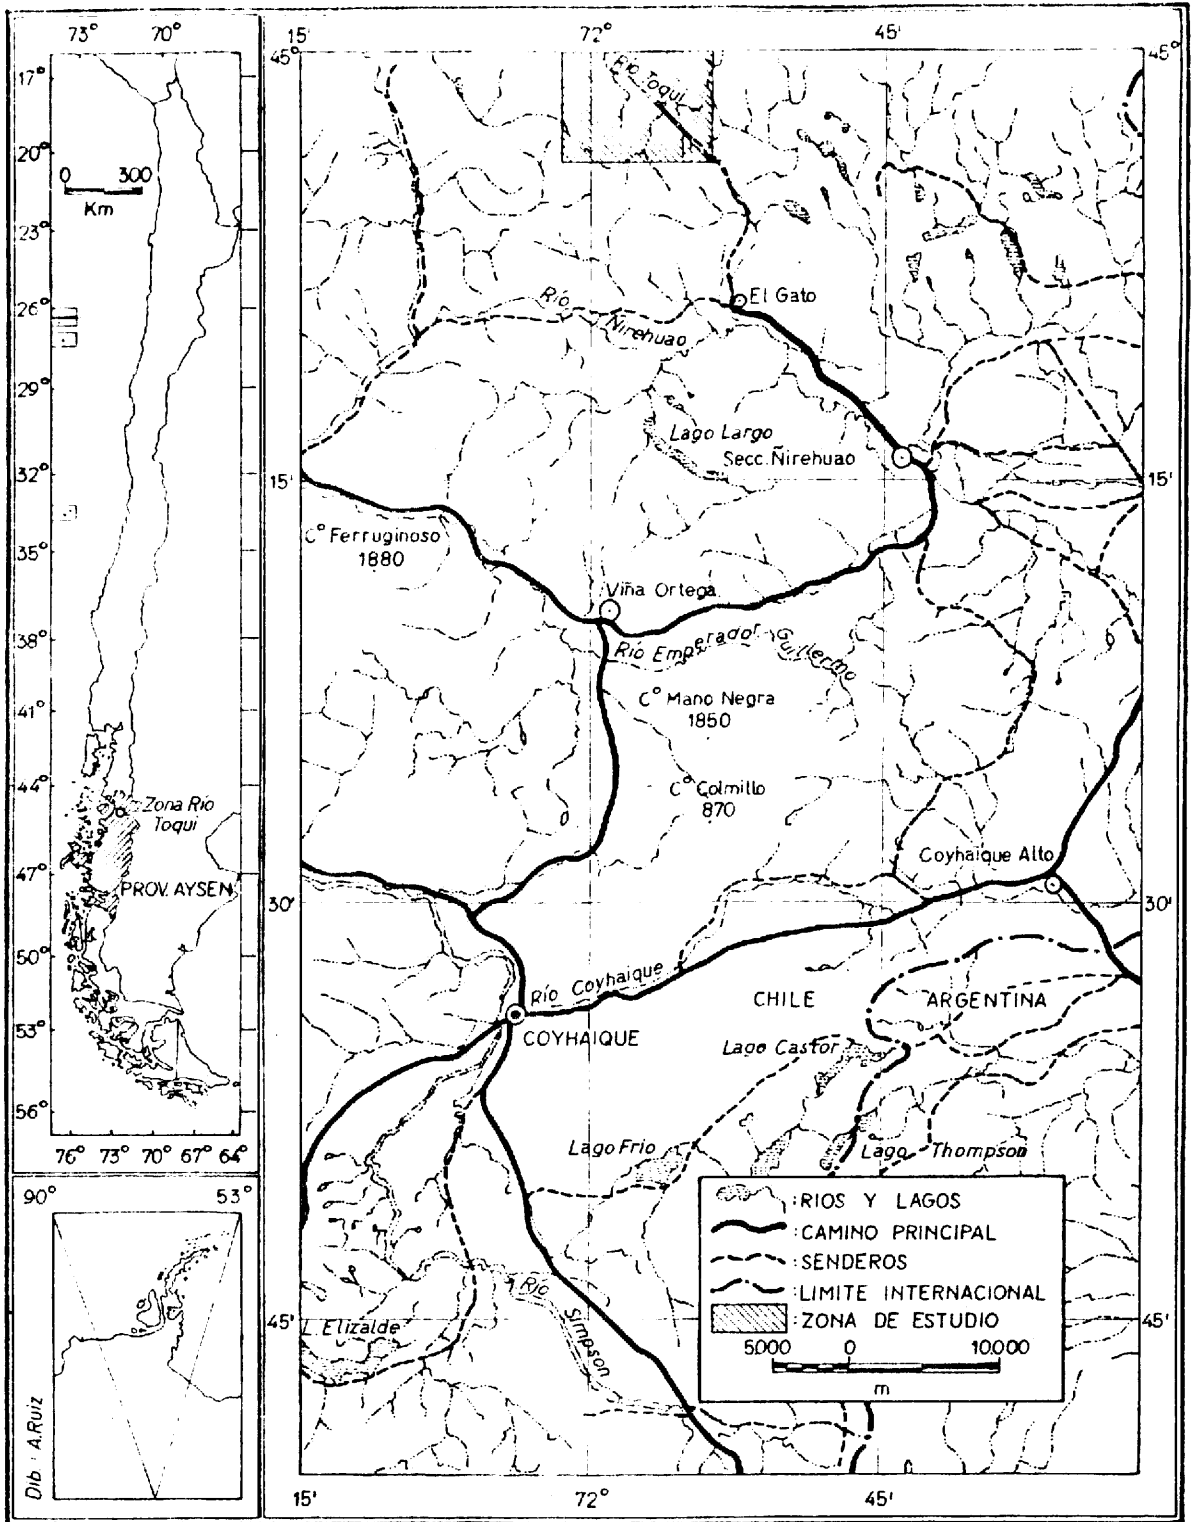 73°
70°
17°
20°
23°
26°
29°
32°
35°
38°
41°
44°
47°
50°
53°
56°
0 300
Km
Zona Río
Toqui
PROV. AYSEN
76° 73° 70° 67° 64°
90°
53°
Dib. : A.Ruiz
15'
72°
45'
45°
45°
Río Toqui
El Gato
Río
Ñirehuao
Lago Largo
Secc. Ñirehuao
15'
15'
C° Ferruginoso
1880
Viña Ortega
Río Emperador Guillermo
C° Mano Negra
1850
C° Colmillo
870
Coyhaique Alto
30'
30'
Río Coyhaique
CHILE
ARGENTINA
COYHAIQUE
Lago Castor
Lago Frio
Lago Thompson
:RIOS Y LAGOS
:CAMINO PRINCIPAL
:SENDEROS
:LIMITE INTERNACIONAL
:ZONA DE ESTUDIO
5.000 0 10.000
m
Río Simpson
L. Elizalde
45'
45'
15'
72°
45'